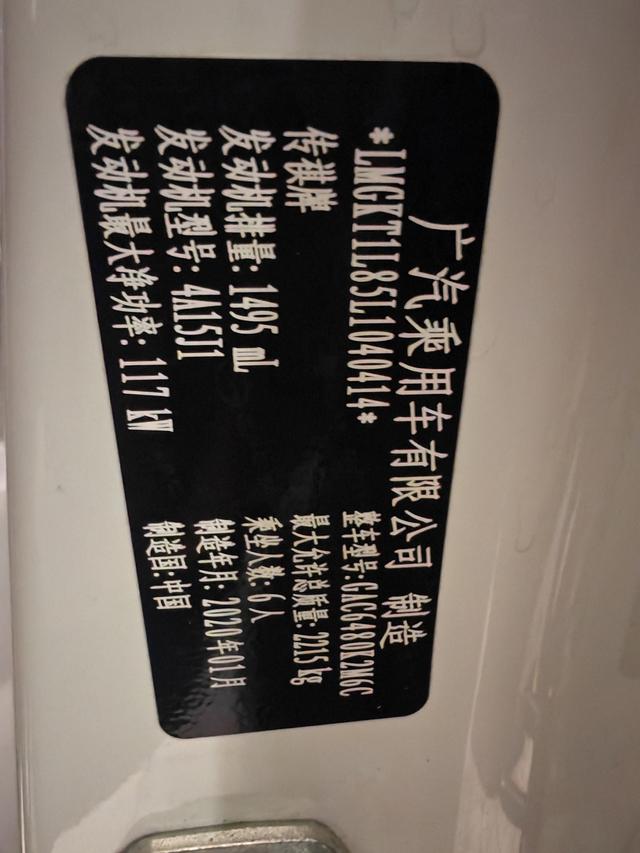 广汽乘用车有限公司 制造
*LMGKT1L85L1040414*
整车型号:GAC6480K2M6C
传祺牌
最大允许总质量: 2215 kg
发动机排量: 1495 mL
乘坐人数: 6人
发动机型号: 4A15J1
制造年月: 2020年01月
发动机最大净功率: 117 kW
制造国:中国